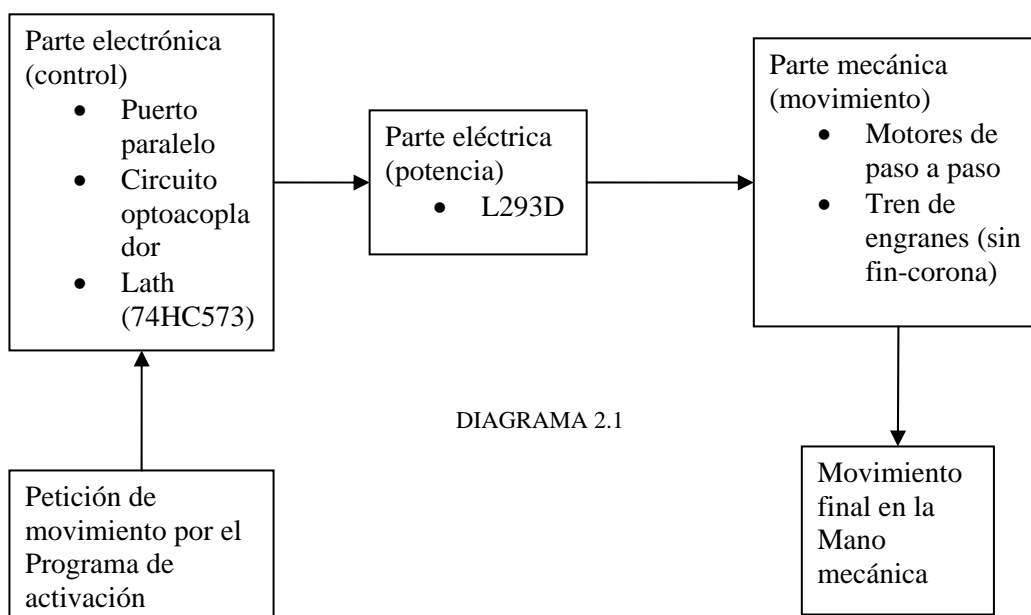 Parte electrónica
(control)
• Puerto
paralelo
• Circuito
optoacopla
dor
• Lath
(74HC573)
Parte eléctrica
(potencia)
• L293D
Parte mecánica
(movimiento)
• Motores de
paso a paso
• Tren de
engranes (sin
fin-corona)
DIAGRAMA 2.1
Petición de
movimiento por el
Programa de
activación
Movimiento
final en la
Mano
mecánica